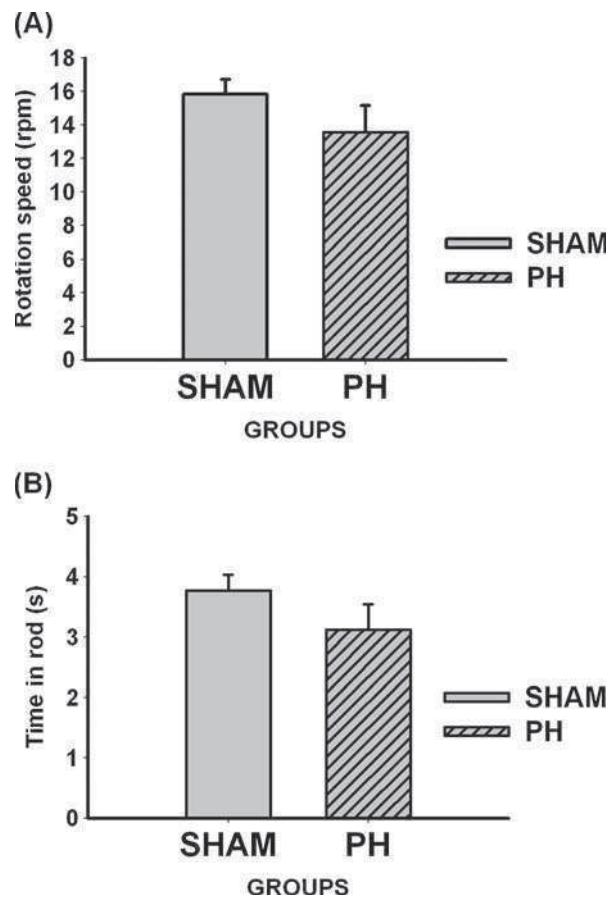 (A)
Rotation speed (rpm)
18
16
14
12
10
8
6
4
2
0
SHAM PH
GROUPS
SHAM
PH
(B)
Time in rod (s)
5
4
3
2
1
0
SHAM PH
GROUPS
SHAM
PH